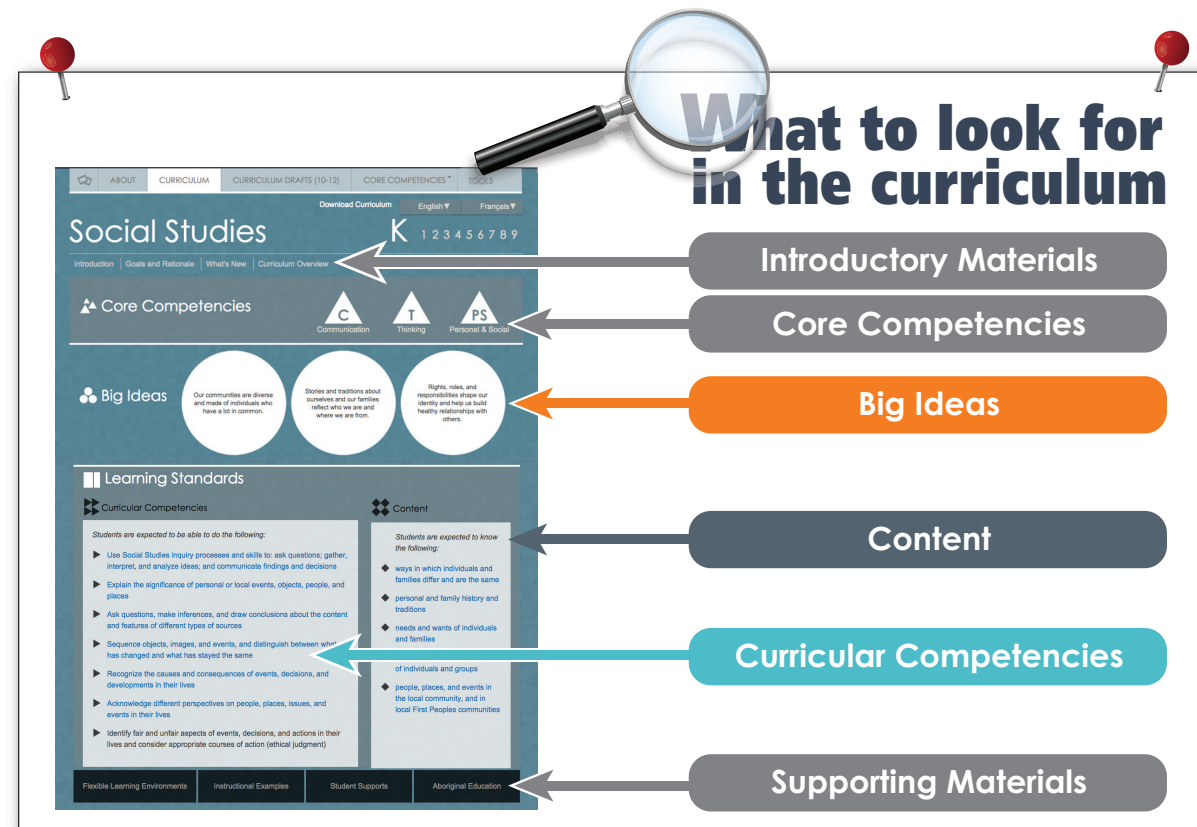 What to look for
in the curriculum
ABOUT
CURRICULUM
CURRICULUM DRAFTS (10-12)
CORE COMPETENCIES
TOOLS
Download Curriculum
English▼
Français▼
Social Studies
K 1 2 3 4 5 6 7 8 9
Introduction | Goals and Rationale | What's New | Curriculum Overview
Introductory Materials
Core Competencies
C
Communication
T
Thinking
PS
Personal & Social
Core Competencies
Big Ideas
Our communities are diverse
and made of individuals who
have a lot in common.
Stories and traditions about
ourselves and our families
reflect who we are and
where we are from.
Rights, roles, and
responsibilities shape our
identity and help us build
healthy relationships with
others.
Big Ideas
Learning Standards
Curricular Competencies
Students are expected to be able to do the following:
Use Social Studies inquiry processes and skills to: ask questions; gather,
interpret, and analyze ideas; and communicate findings and decisions
Explain the significance of personal or local events, objects, people, and
places
Ask questions, make inferences, and draw conclusions about the content
and features of different types of sources
Sequence objects, images, and events, and distinguish between what
has changed and what has stayed the same
Recognize the causes and consequences of events, decisions, and
developments in their lives
Acknowledge different perspectives on people, places, issues, and
events in their lives
Identify fair and unfair aspects of events, decisions, and actions in their
lives and consider appropriate courses of action (ethical judgment)
Content
Students are expected to know
the following:
ways in which individuals and
families differ and are the same
personal and family history and
traditions
needs and wants of individuals
and families
of individuals and groups
people, places, and events in
the local community, and in
local First Peoples communities
Content
Curricular Competencies
Flexible Learning Environments
Instructional Examples
Student Supports
Aboriginal Education
Supporting Materials